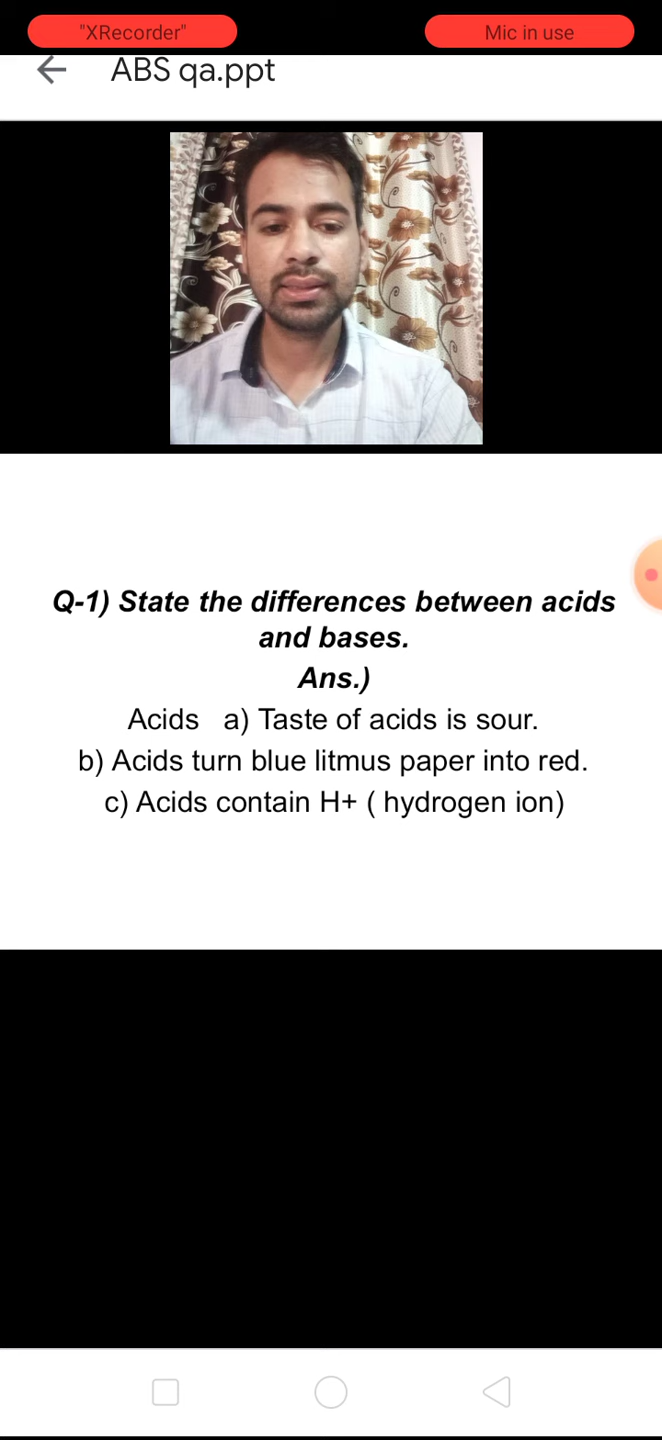 "XRecorder"
Mic in use
ABS qa.ppt
Q-1) State the differences between acids
and bases.
Ans.)
Acids a) Taste of acids is sour.
b) Acids turn blue litmus paper into red.
c) Acids contain H+ ( hydrogen ion)